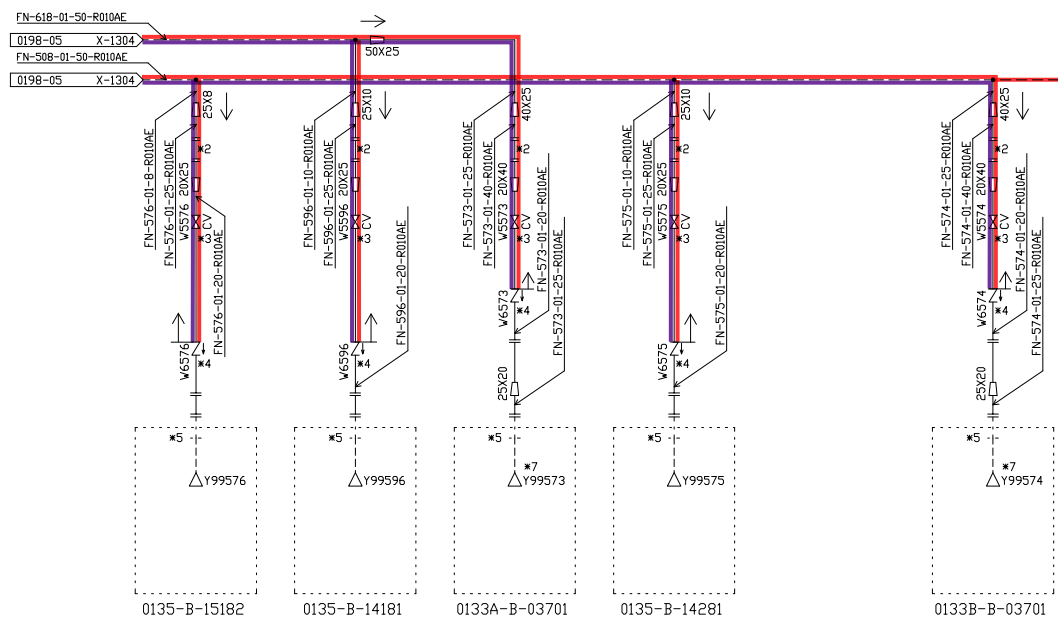 FN-618-01-50-R010AE
0198-05 X-1304
50X25
FN-508-01-50-R010AE
0198-05 X-1304
FN-576-01-8-R010AE
FN-576-01-25-R010AE
25X8
*2
W5576 20X25
CV
*3
FN-576-01-20-R010AE
W6576
*4
*5
Y99576
0135-B-15182
FN-596-01-10-R010AE
FN-596-01-25-R010AE
25X10
*2
W5596 20X25
CV
*3
FN-596-01-20-R010AE
W6596
*4
*5
Y99596
0135-B-14181
40X25
FN-573-01-25-R010AE
FN-573-01-40-R010AE
*2
W5573 20X40
CV
*3
FN-573-01-20-R010AE
FN-573-01-25-R010AE
W6573
*4
25X20
*5
*7
Y99573
0133A-B-03701
FN-575-01-10-R010AE
FN-575-01-25-R010AE
25X10
*2
W5575 20X25
CV
*3
FN-575-01-20-R010AE
W6575
*4
*5
Y99575
0135-B-14281
40X25
FN-574-01-25-R010AE
FN-574-01-40-R010AE
*2
W5574 20X40
CV
*3
FN-574-01-20-R010AE
FN-574-01-25-R010AE
W6574
*4
25X20
*5
*7
Y99574
0133B-B-03701